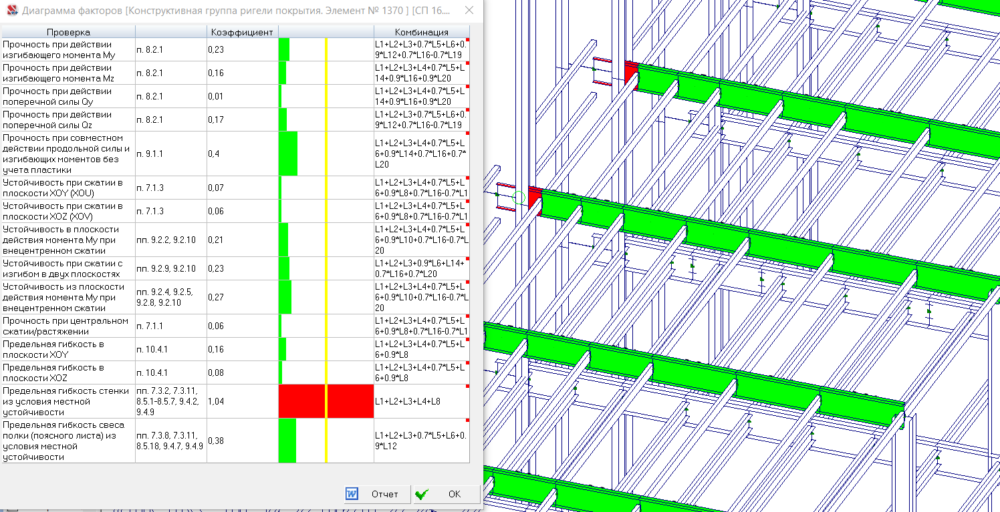 Диаграмма факторов [Конструктивная группа ригели покрытия. Элемент № 1370 ] [СП 16....
Проверка Коэффициент Комбинация
Прочность при действии
изгибающего момента My
п. 8.2.1
0,23
L1+L2+L3+0.7*L5+L6+0.
9*L12+0.7*L16-0.7*L19
Прочность при действии
изгибающего момента Mz
п. 8.2.1
0,16
L1+L2+L3+L4+0.7*L5+L
14+0.9*L16+0.9*L20
Прочность при действии
поперечной силы Qy
п. 8.2.1
0,01
L1+L2+L3+L4+0.7*L5+L
14+0.9*L16+0.9*L20
Прочность при действии
поперечной силы Qz
п. 8.2.1
0,17
L1+L2+L3+0.7*L5+L6+0.
9*L12+0.7*L16-0.7*L19
Прочность при совместном
действии продольной силы и
изгибающих моментов без
учета пластики
п. 9.1.1
0,4
L1+L2+L3+L4+0.7*L5+L
6+0.9*L14+0.7*L16+0.7*
L20
Устойчивость при сжатии в
плоскости XOY (XOU)
п. 7.1.3
0,07
L1+L2+L3+L4+0.7*L5+L
6+0.9*L8+0.7*L16-0.7*L1
Устойчивость при сжатии в
плоскости XOZ (XOV)
п. 7.1.3
0,06
L1+L2+L3+L4+0.7*L5+L
6+0.9*L8+0.7*L16-0.7*L1
Устойчивость в плоскости
действия момента My при
внецентренном сжатии
пп. 9.2.2, 9.2.10
0,21
L1+L2+L3+L4+0.7*L5+L
6+0.9*L10+0.7*L16-0.7*L
20
Устойчивость при сжатии с
изгибом в двух плоскостях
пп. 9.2.9, 9.2.10
0,23
L1+L2+L3+0.9*L6+L14+
0.7*L16+0.7*L20
Устойчивость из плоскости
действия момента My при
внецентренном сжатии
пп. 9.2.4, 9.2.5,
9.2.8, 9.2.10
0,27
L1+L2+L3+L4+0.7*L5+L
6+0.9*L10+0.7*L16-0.7*L
20
Прочность при центральном
сжатии/растяжении
п. 7.1.1
0,06
L1+L2+L3+L4+0.7*L5+L
6+0.9*L8+0.7*L16-0.7*L1
Предельная гибкость в
плоскости XOY
п. 10.4.1
0,16
L1+L2+L3+L4+0.7*L5+L
6+0.9*L8
Предельная гибкость в
плоскости XOZ
п. 10.4.1
0,08
L1+L2+L3+L4+0.7*L5+L
6+0.9*L8
Предельная гибкость стенки
из условия местной
устойчивости
пп. 7.3.2, 7.3.11,
8.5.1-8.5.7, 9.4.2,
9.4.9
1,04
L1+L2+L3+L4+L8
Предельная гибкость свеса
полки (поясного листа) из
условия местной
устойчивости
пп. 7.3.8, 7.3.11,
8.5.18, 9.4.7, 9.4.9
0,38
L1+L2+L3+0.7*L5+L6+0.
9*L12
Отчет OK